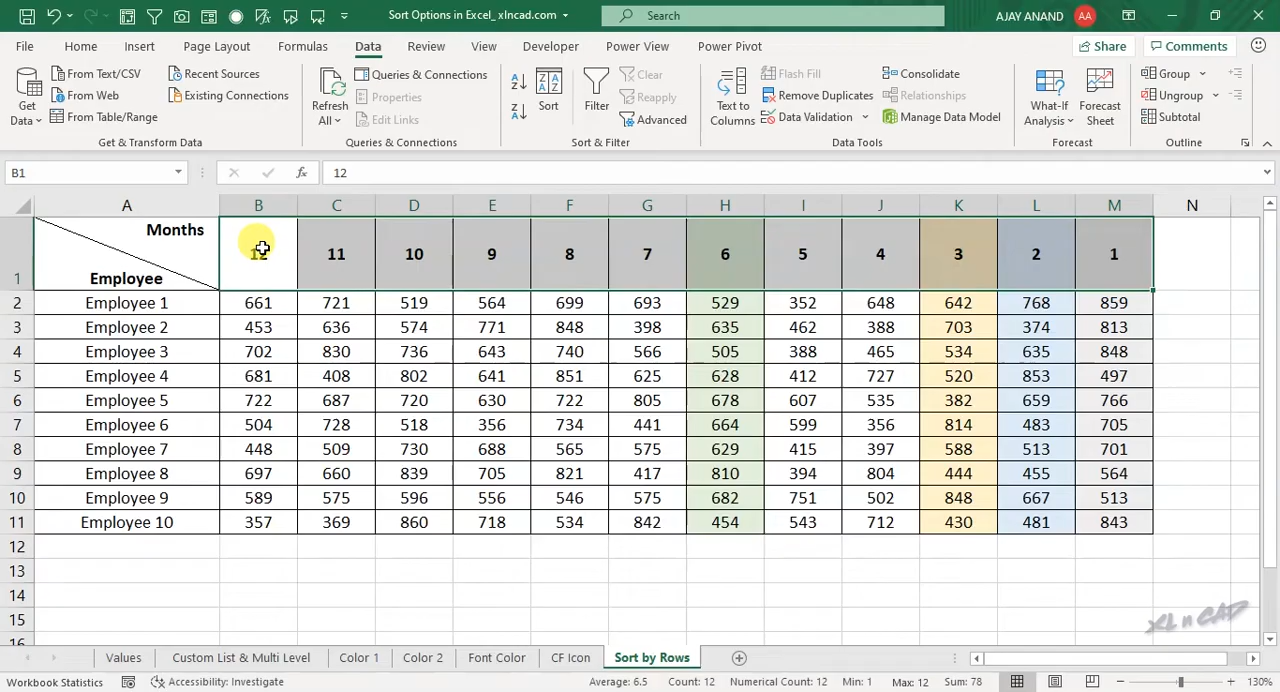 Sort Options in Excel_xlncad.com
Search
AJAY ANAND AA
File Home Insert Page Layout Formulas Data Review View Developer Power View Power Pivot Share Comments
Get Data
From Text/CSV
From Web
From Table/Range
Recent Sources
Existing Connections
Get & Transform Data
Refresh All
Queries & Connections
Properties
Edit Links
Queries & Connections
Sort
Filter
Clear
Reapply
Advanced
Sort & Filter
Text to Columns
Flash Fill
Remove Duplicates
Data Validation
Consolidate
Relationships
Manage Data Model
Data Tools
What-If Analysis
Forecast Sheet
Forecast
Group
Ungroup
Subtotal
Outline
B1 fx 12
A B C D E F G H I J K L M N
Months
1 Employee 12 11 10 9 8 7 6 5 4 3 2 1
2 Employee 1 661 721 519 564 699 693 529 352 648 642 768 859
3 Employee 2 453 636 574 771 848 398 635 462 388 703 374 813
4 Employee 3 702 830 736 643 740 566 505 388 465 534 635 848
5 Employee 4 681 408 802 641 851 625 628 412 727 520 853 497
6 Employee 5 722 687 720 630 722 805 678 607 535 382 659 766
7 Employee 6 504 728 518 356 734 441 664 599 356 814 483 705
8 Employee 7 448 509 730 688 565 575 629 415 397 588 513 701
9 Employee 8 697 660 839 705 821 417 810 394 804 444 455 564
10 Employee 9 589 575 596 556 546 575 682 751 502 848 667 513
11 Employee 10 357 369 860 718 534 842 454 543 712 430 481 843
12
13
14
15
16
XL n CAD
Values Custom List & Multi Level Color 1 Color 2 Font Color CF Icon Sort by Rows
Workbook Statistics Accessibility: Investigate Average: 6.5 Count: 12 Numerical Count: 12 Min: 1 Max: 12 Sum: 78 130%